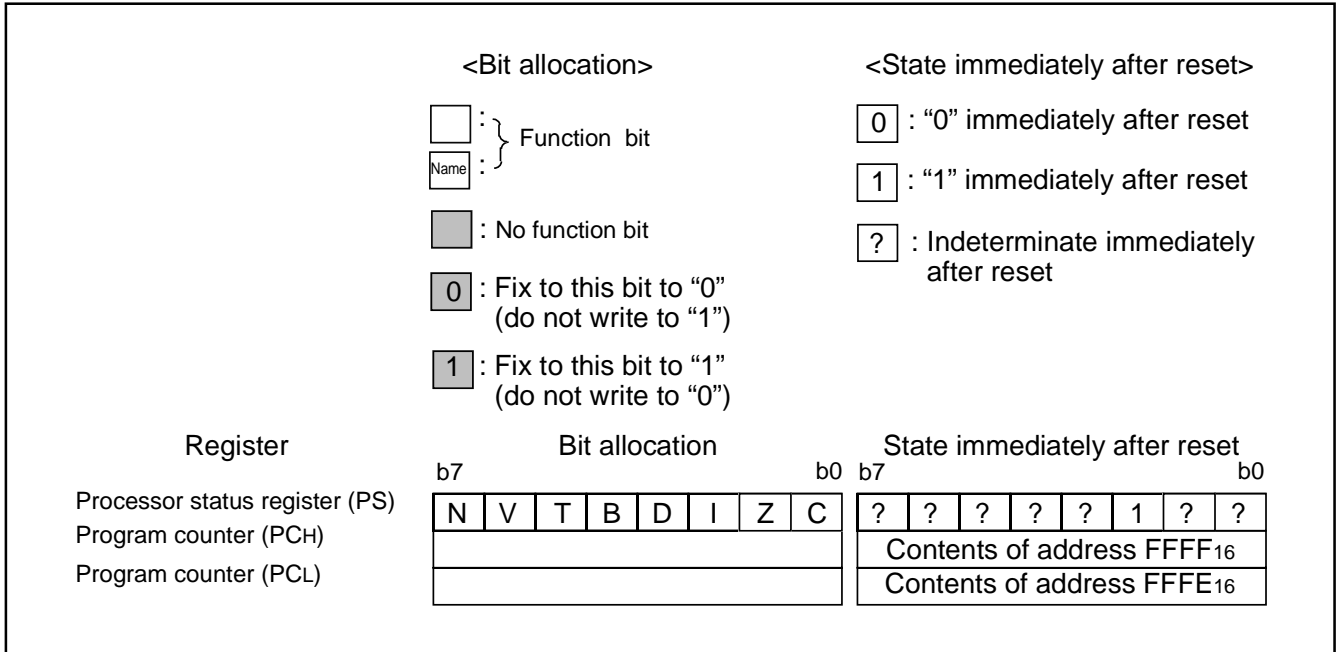 <Bit allocation>
<State immediately after reset>
:
Function bit
Name :
: No function bit
0 : Fix to this bit to “0”
(do not write to “1”)
1 : Fix to this bit to “1”
(do not write to “0”)
0 : “0” immediately after reset
1 : “1” immediately after reset
? : Indeterminate immediately
after reset
Register Bit allocation State immediately after reset
b7 b0 b7 b0
Processor status register (PS) N V T B D I Z C ? ? ? ? ? 1 ? ?
Program counter (PCH) Contents of address FFFF16
Program counter (PCL) Contents of address FFFE16